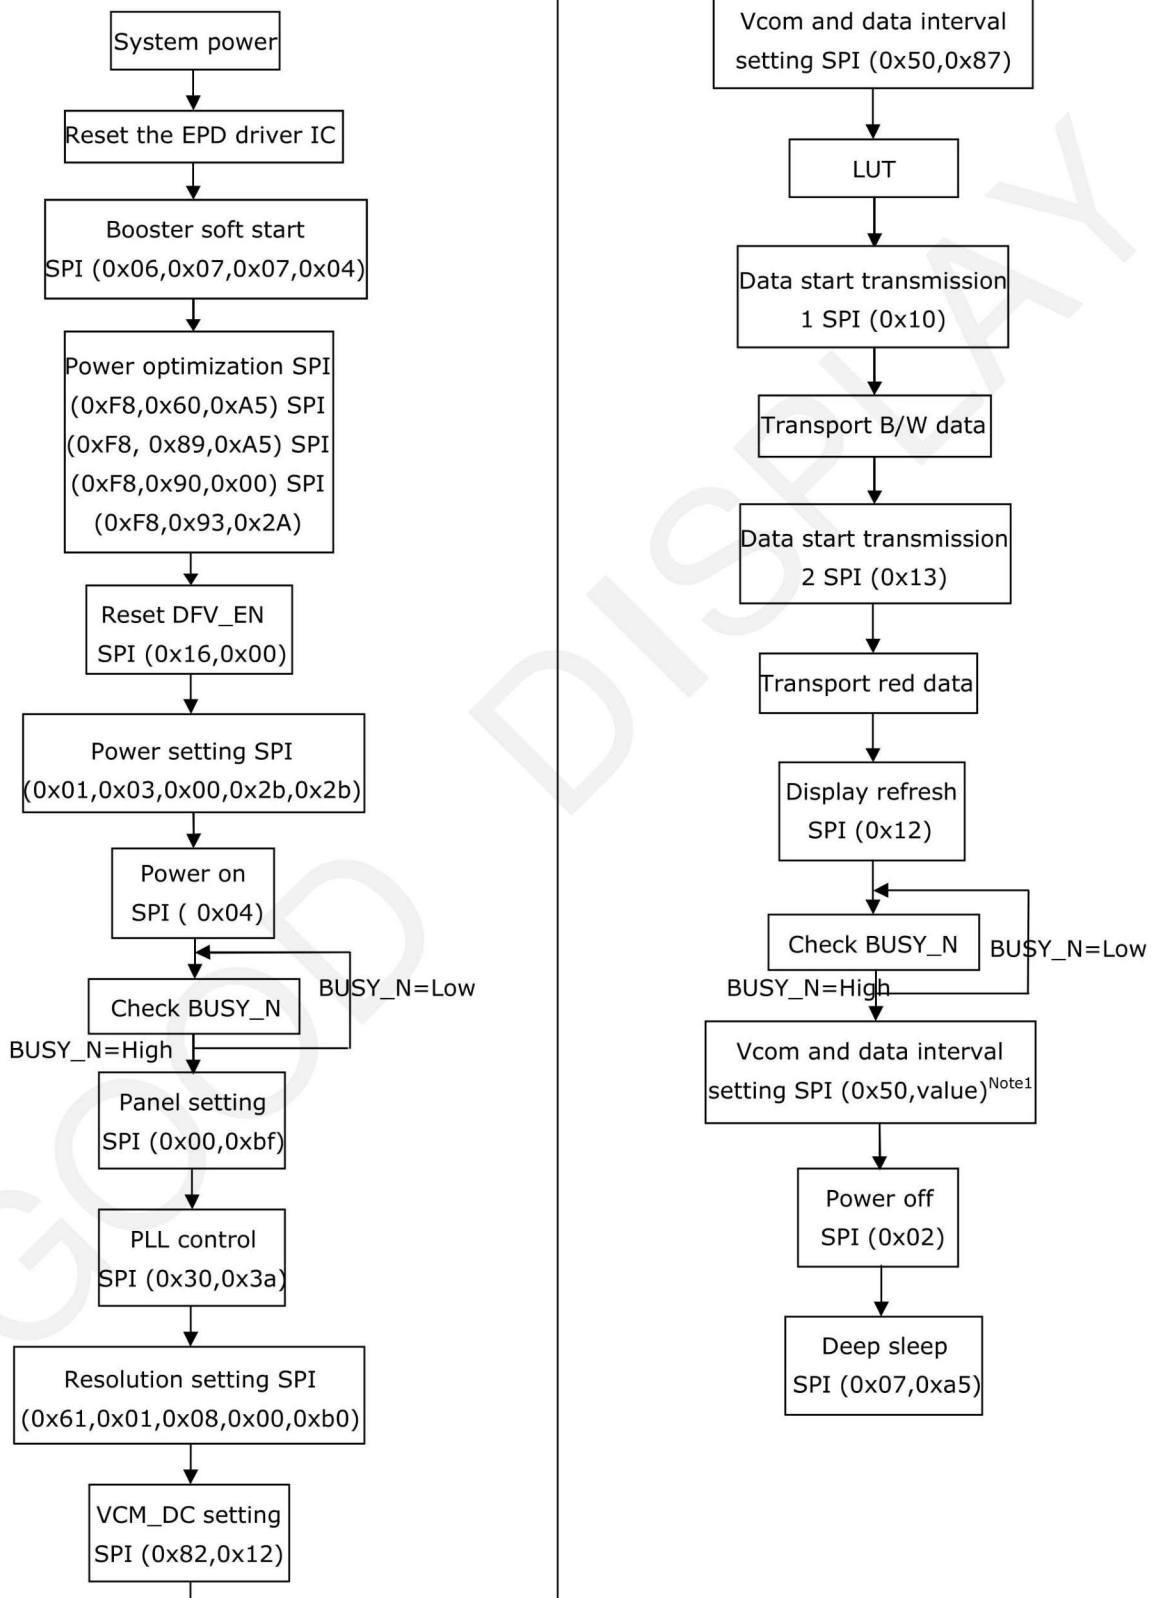 System power
Reset the EPD driver IC
Booster soft start
SPI (0x06,0x07,0x07,0x04)
Power optimization SPI
(0xF8,0x60,0xA5) SPI
(0xF8, 0x89,0xA5) SPI
(0xF8,0x90,0x00) SPI
(0xF8,0x93,0x2A)
Reset DFV_EN
SPI (0x16,0x00)
Power setting SPI
(0x01,0x03,0x00,0x2b,0x2b)
Power on
SPI ( 0x04)
BUSY_N=Low
Check BUSY_N
BUSY_N=High
Panel setting
SPI (0x00,0xbf)
PLL control
SPI (0x30,0x3a)
Resolution setting SPI
(0x61,0x01,0x08,0x00,0xb0)
VCM_DC setting
SPI (0x82,0x12)
Vcom and data interval
setting SPI (0x50,0x87)
LUT
Data start transmission
1 SPI (0x10)
Transport B/W data
Data start transmission
2 SPI (0x13)
Transport red data
Display refresh
SPI (0x12)
Check BUSY_N
BUSY_N=Low
BUSY_N=High
Vcom and data interval
setting SPI (0x50,value)Note1
Power off
SPI (0x02)
Deep sleep
SPI (0x07,0xa5)
GOOD DISPLAY